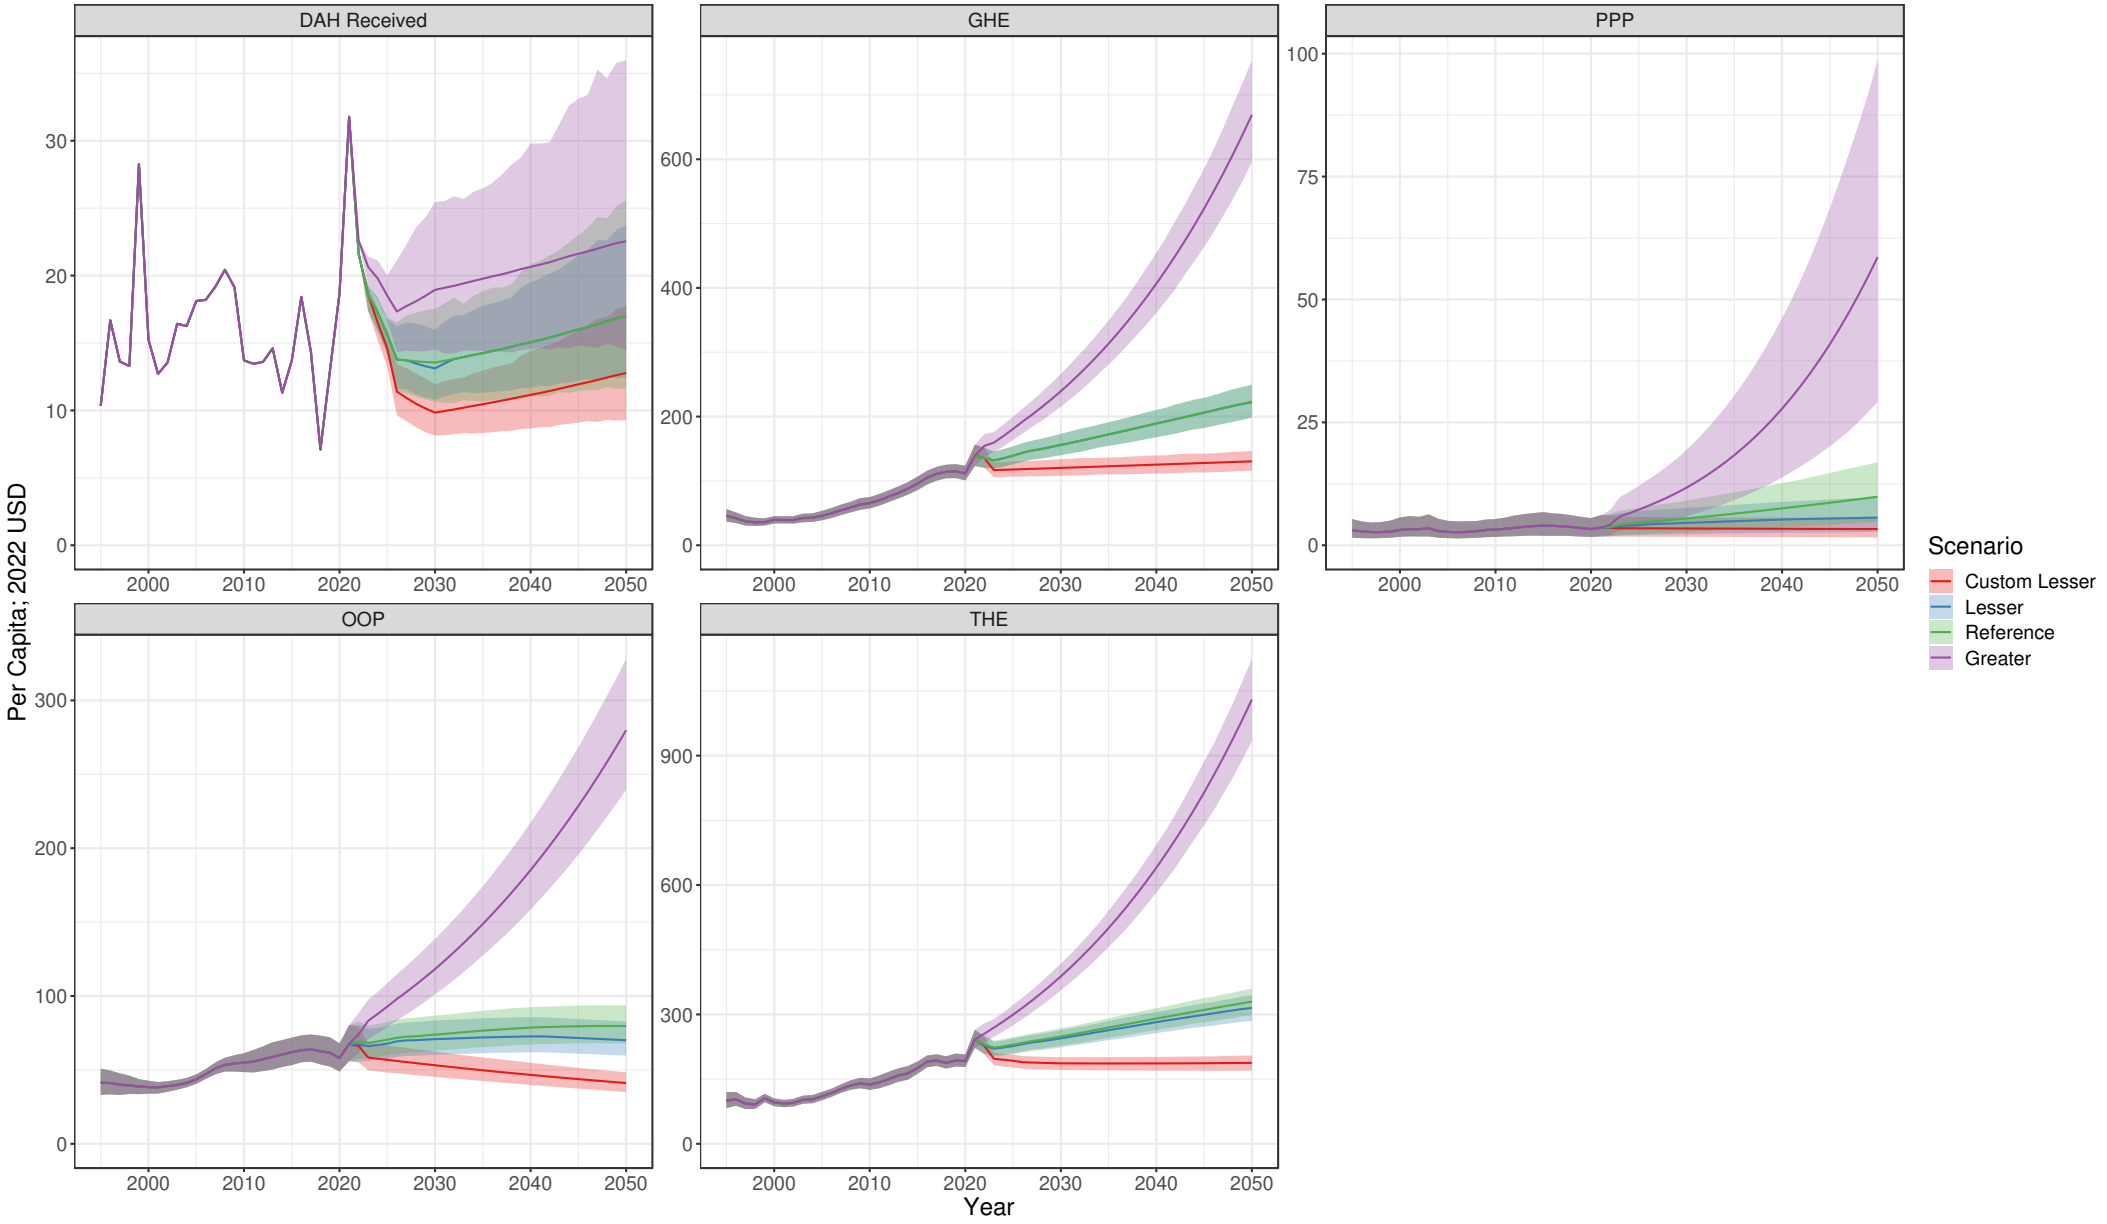 DAH Received
GHE
PPP
30
20
10
0
600
400
200
0
100
75
50
25
0
2000 2010 2020 2030 2040 2050
2000 2010 2020 2030 2040 2050
2000 2010 2020 2030 2040 2050
OOP
THE
300
200
100
0
900
600
300
0
2000 2010 2020 2030 2040 2050
2000 2010 2020 2030 2040 2050
Per Capita; 2022 USD
Year
Scenario
Custom Lesser
Lesser
Reference
Greater